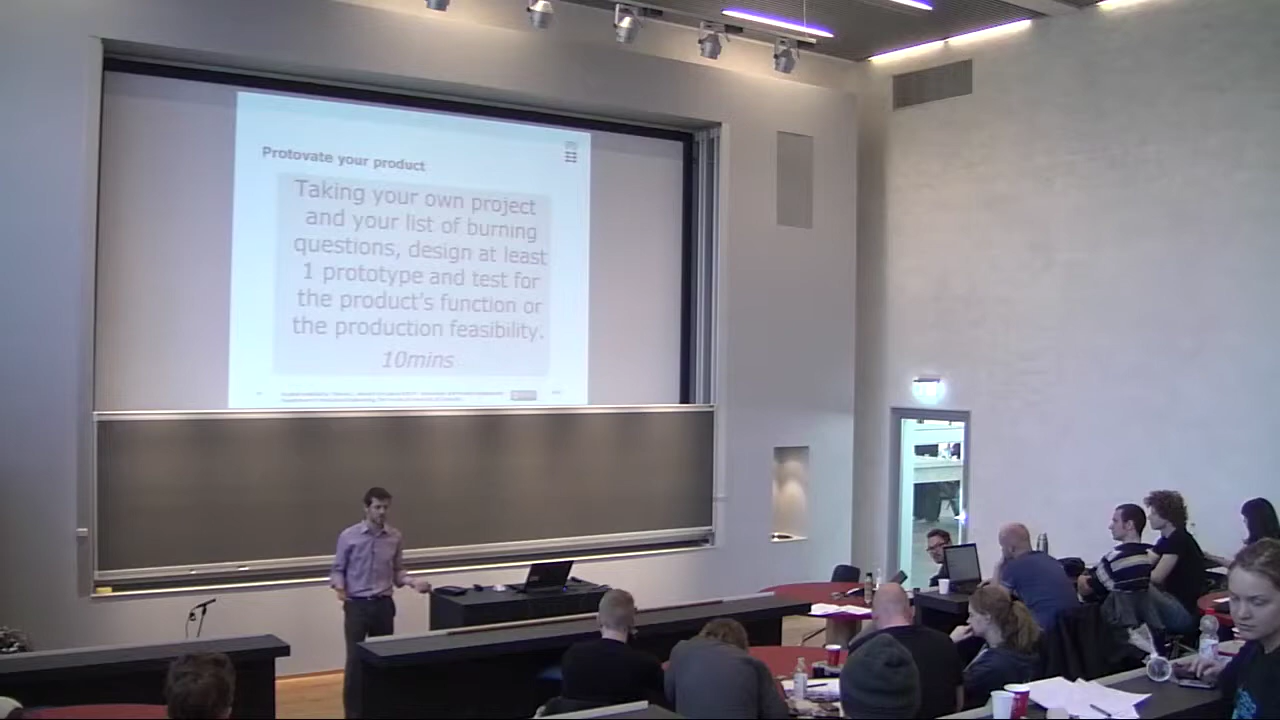 Protovate your product
Taking your own project
and your list of burning
questions, design at least
1 prototype and test for
the product's function or
the production feasibility.
10mins